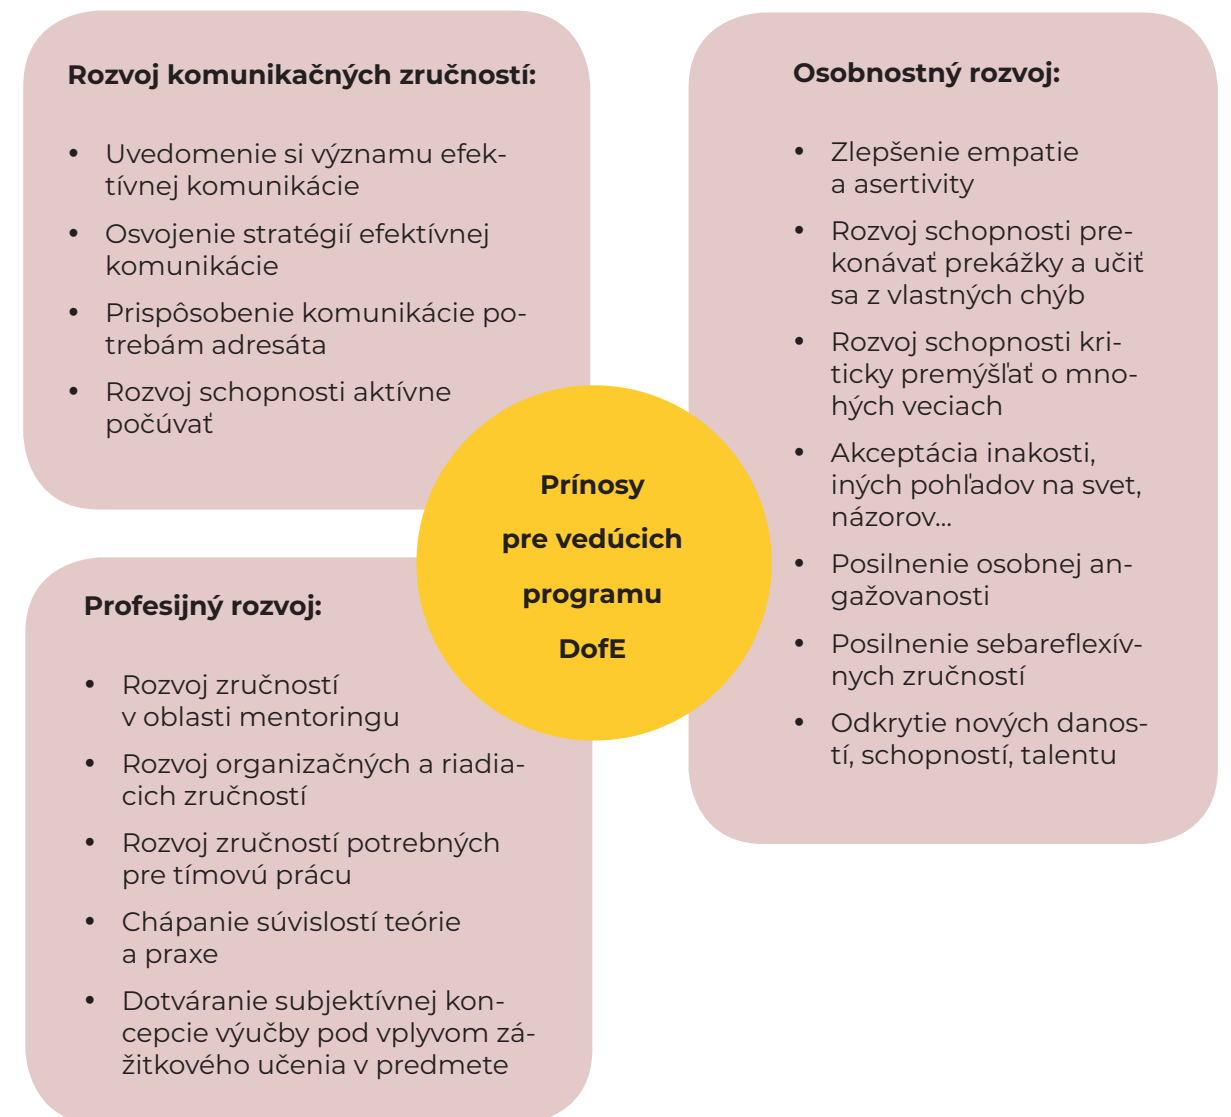 Rozvoj komunikačných zručností:
• Uvedomenie si významu efek-
tívnej komunikácie
• Osvojenie stratégií efektívnej
komunikácie
• Prispôsobenie komunikácie po-
trebám adresáta
• Rozvoj schopnosti aktívne
počúvať
Osobnostný rozvoj:
• Zlepšenie empatie
a asertivity
• Rozvoj schopnosti pre-
konávať prekážky a učiť
sa z vlastných chýb
• Rozvoj schopnosti kri-
ticky premýšľať o mno-
hých veciach
• Akceptácia inakosti,
iných pohľadov na svet,
názorov...
• Posilnenie osobnej an-
gažovanosti
• Posilnenie sebareflexív-
nych zručností
• Odkrytie nových danos-
tí, schopností, talentu
Prínosy
pre vedúcich
programu
DofE
Profesijný rozvoj:
• Rozvoj zručností
v oblasti mentoringu
• Rozvoj organizačných a riadia-
cich zručností
• Rozvoj zručností potrebných
pre tímovú prácu
• Chápanie súvislostí teórie
a praxe
• Dotváranie subjektívnej kon-
cepcie výučby pod vplyvom zá-
žitkového učenia v predmete